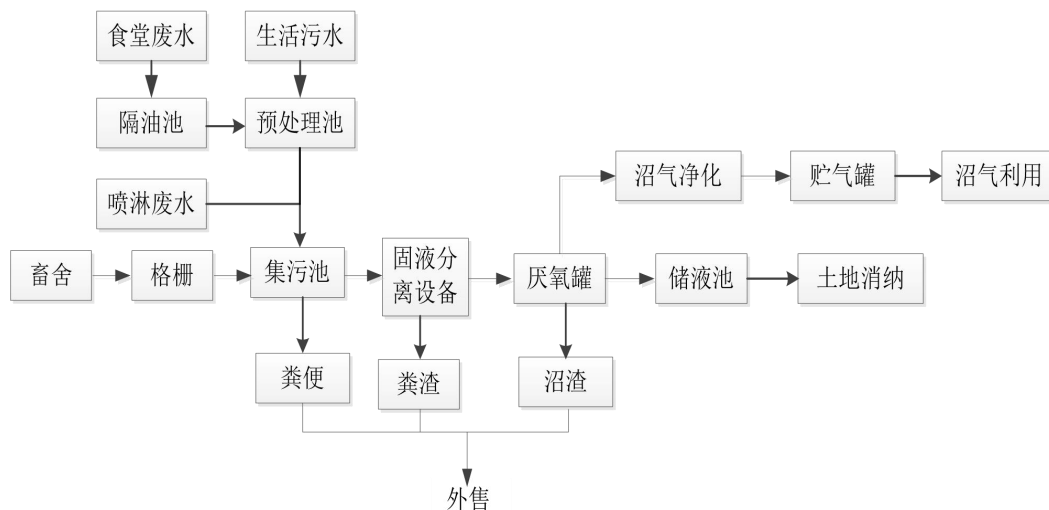 食堂废水
生活污水
隔油池
预处理池
沼气净化
贮气罐
沼气利用
喷淋废水
畜舍
格栅
集污池
固液分
离设备
厌氧罐
储液池
土地消纳
粪便
粪渣
沼渣
外售